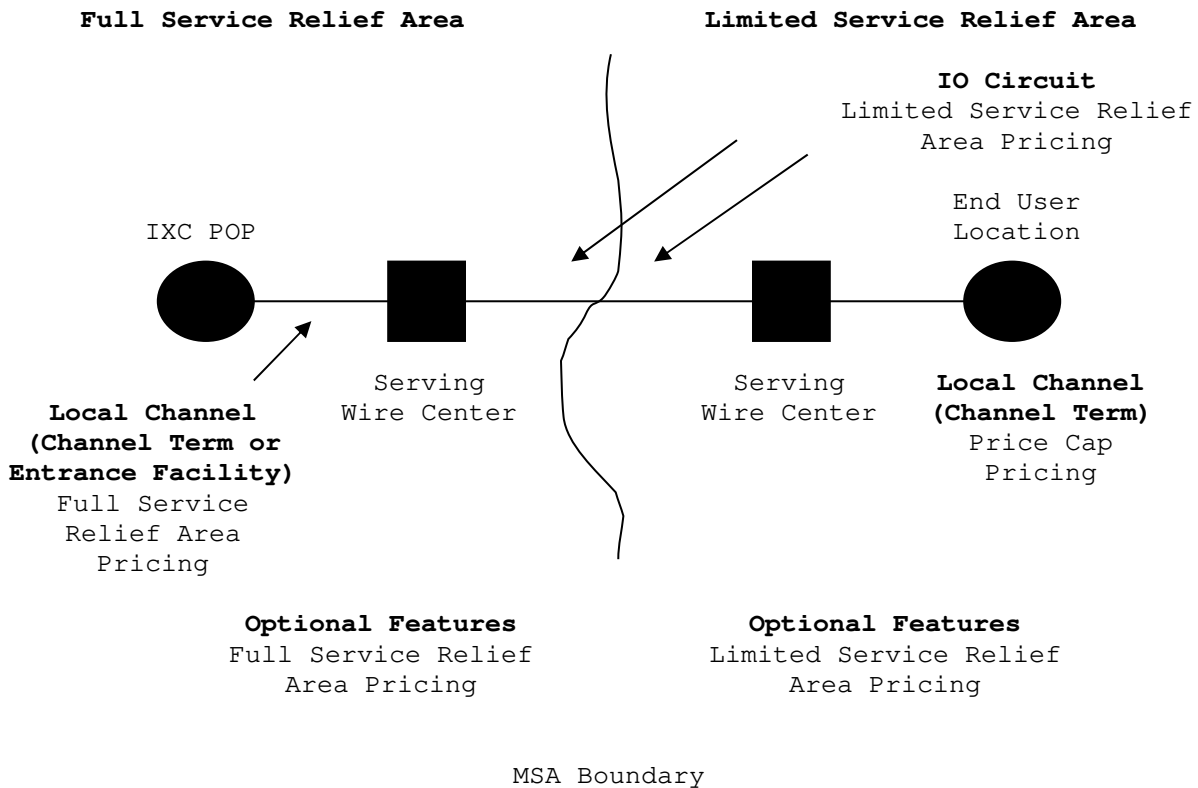 Full Service Relief Area
Limited Service Relief Area
IO Circuit
Limited Service Relief
Area Pricing
End User
Location
IXC POP
Serving
Wire Center
Serving
Wire Center
Local Channel
(Channel Term)
Price Cap
Pricing
Local Channel
(Channel Term or
Entrance Facility)
Full Service
Relief Area
Pricing
Optional Features
Full Service Relief
Area Pricing
Optional Features
Limited Service Relief
Area Pricing
MSA Boundary